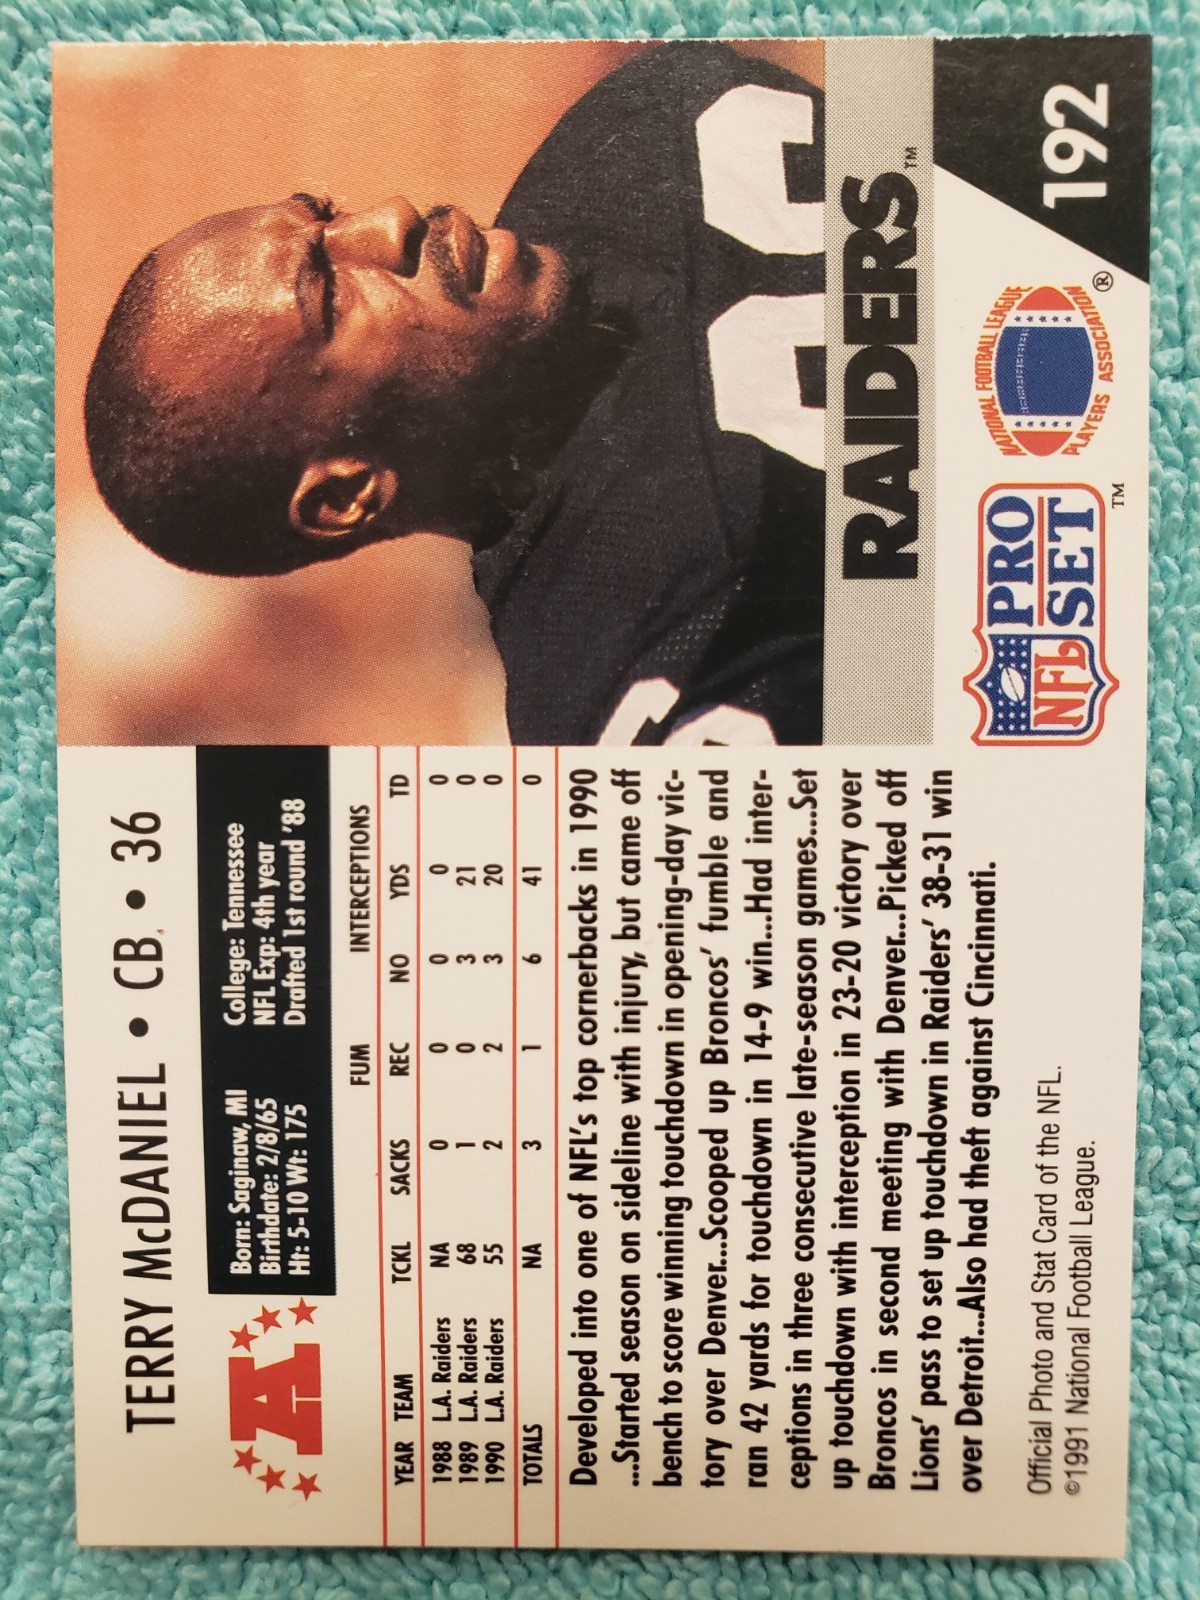 TERRY McDANIEL • CB • 36
A
Born: Saginaw, MI
Birthdate: 2/8/65
Ht: 5-10 Wt: 175
College: Tennessee
NFL Exp: 4th year
Drafted 1st round '88
FUM INTERCEPTIONS
YEAR TEAM TCKL SACKS REC NO YDS TD
1988 L.A. Raiders NA 0 0 0 0 0
1989 L.A. Raiders 68 1 0 3 21 0
1990 L.A. Raiders 55 2 2 3 20 0
TOTALS NA 3 1 6 41 0
Developed into one of NFL's top cornerbacks in 1990
...Started season on sideline with injury, but came off
bench to score winning touchdown in opening-day vic-
tory over Denver...Scooped up Broncos' fumble and
ran 42 yards for touchdown in 14-9 win...Had inter-
ceptions in three consecutive late-season games...Set
up touchdown with interception in 23-20 victory over
Broncos in second meeting with Denver...Picked off
Lions' pass to set up touchdown in Raiders' 38-31 win
over Detroit...Also had theft against Cincinnati.
Official Photo and Stat Card of the NFL.
©1991 National Football League.
RAIDERS™
NFL PRO SET™
NATIONAL FOOTBALL LEAGUE
PLAYERS ASSOCIATION®
192